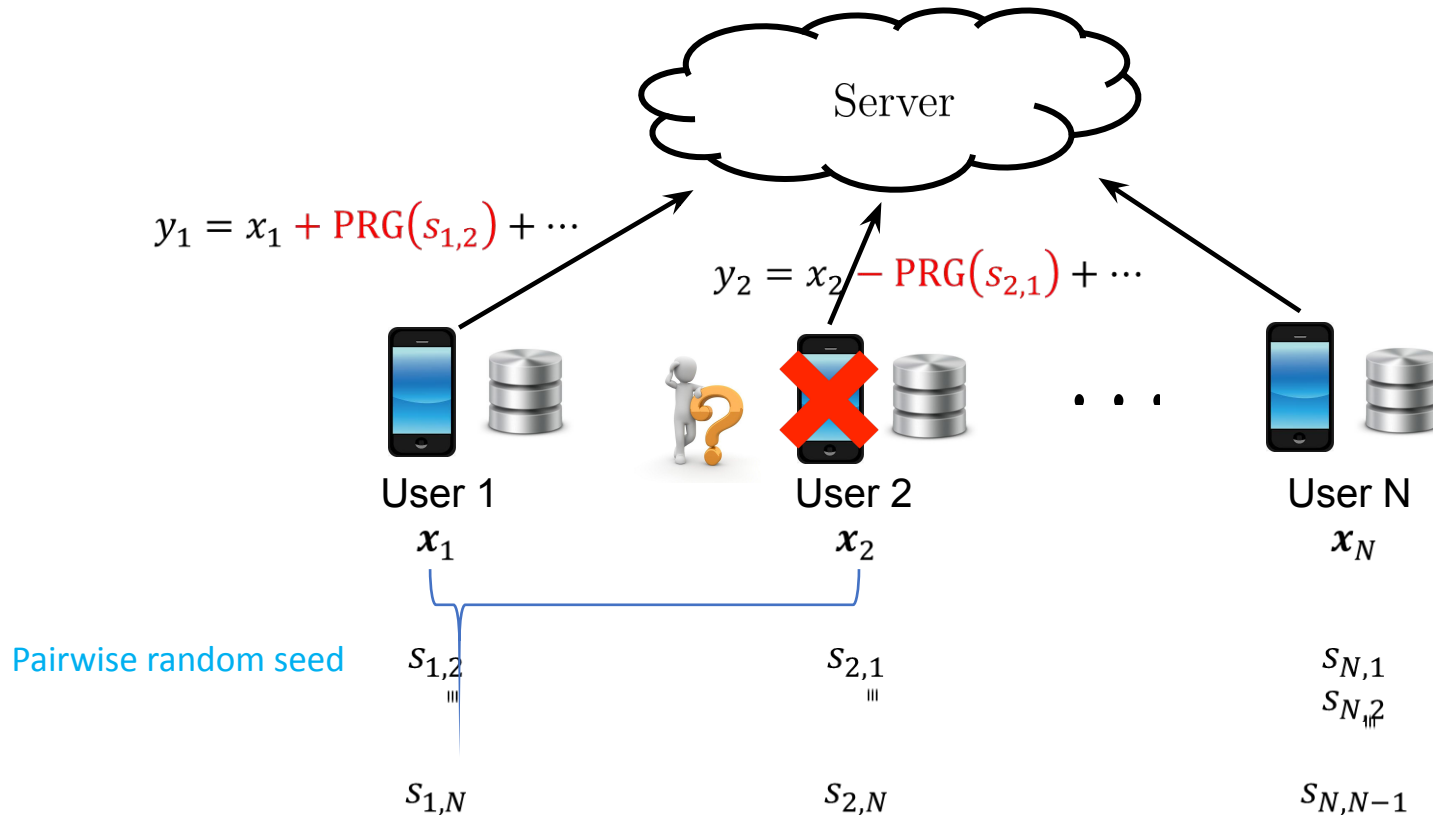 Server
y₁ = x₁ + PRG(s₁,₂) + ⋯
y₂ = x₂ − PRG(s₂,₁) + ⋯
. . .
User 1 User 2 User N
x₁ x₂ x_N
Pairwise random seed s₁,₂ s₂,₁ s_N,₁
s_N,₂
s₁,N s₂,N s_N,N−1